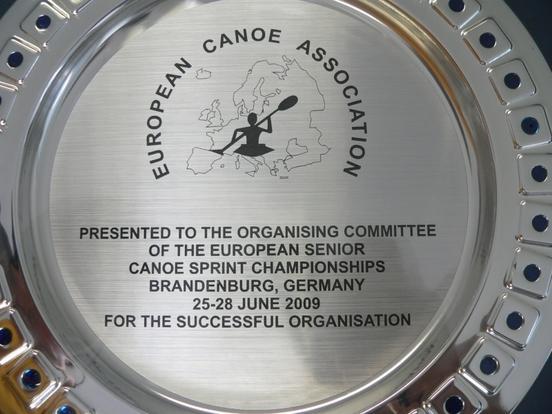 EUROPEAN CANOE ASSOCIATION
PRESENTED TO THE ORGANISING COMMITTEE
OF THE EUROPEAN SENIOR
CANOE SPRINT CHAMPIONSHIPS
BRANDENBURG, GERMANY
25-28 JUNE 2009
FOR THE SUCCESSFUL ORGANISATION